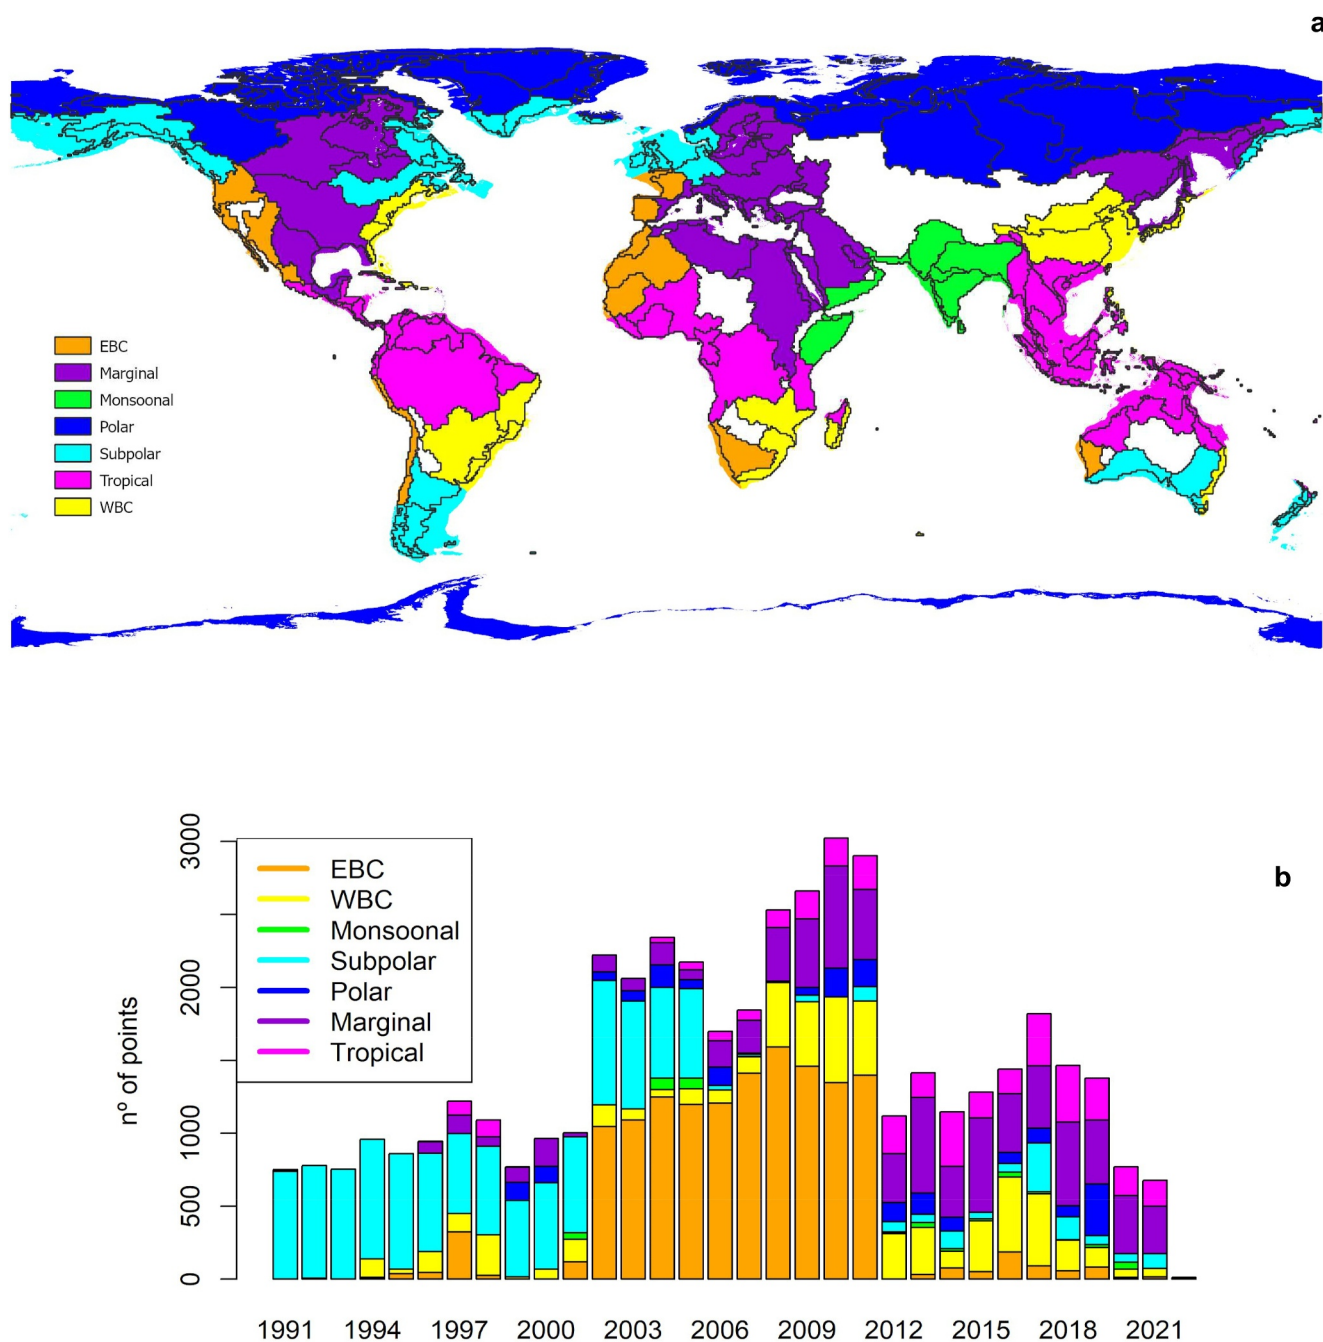 a
EBC
Marginal
Monsoonal
Polar
Subpolar
Tropical
WBC
b
nº of points
3000
2000
1000
500
0
EBC
WBC
Monsoonal
Subpolar
Polar
Marginal
Tropical
1991 1994 1997 2000 2003 2006 2009 2012 2015 2018 2021